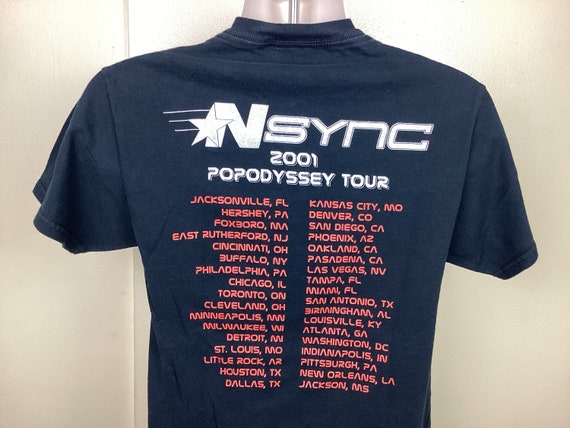 NSYNC
2001
POPODYSSEY TOUR
JACKSONVILLE, FL
HERSHEY, PA
FOXBORO, MA
EAST RUTHERFORD, NJ
CINCINNATI, OH
BUFFALO, NY
PHILADELPHIA, PA
CHICAGO, IL
TORONTO, ON
CLEVELAND, OH
MINNEAPOLIS, MN
MILWAUKEE, WI
DETROIT, MI
ST. LOUIS, MO
LITTLE ROCK, AR
HOUSTON, TX
DALLAS, TX
KANSAS CITY, MO
DENVER, CO
SAN DIEGO, CA
PHOENIX, AZ
OAKLAND, CA
PASADENA, CA
LAS VEGAS, NV
TAMPA, FL
MIAMI, FL
SAN ANTONIO, TX
BIRMINGHAM, AL
LOUISVILLE, KY
ATLANTA, GA
WASHINGTON, DC
INDIANAPOLIS, IN
PITTSBURGH, PA
NEW ORLEANS, LA
JACKSON, MS